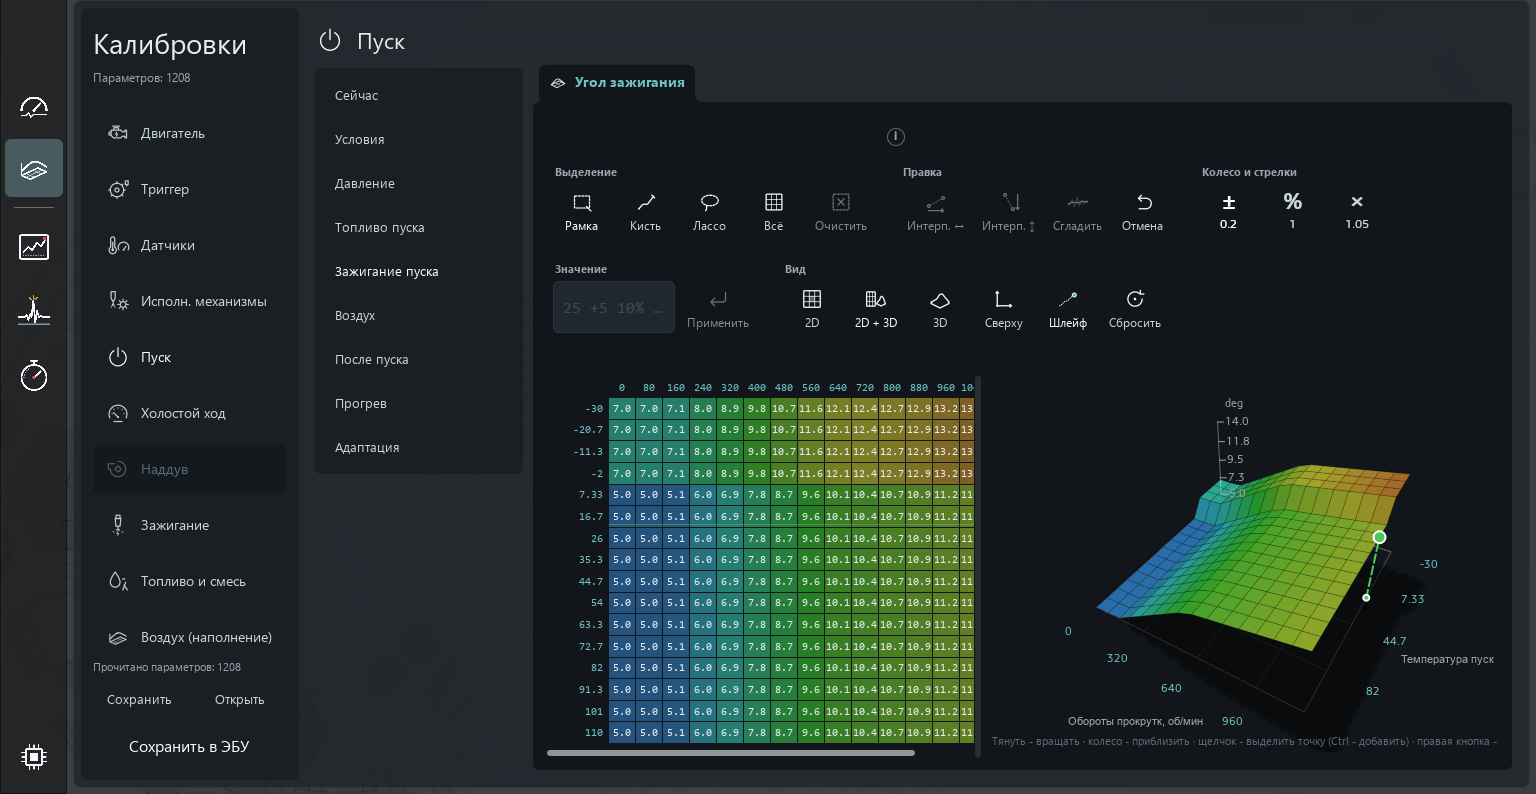 Калибровки
Параметров: 1208
Двигатель
Триггер
Датчики
Исполн. механизмы
Пуск
Холостой ход
Наддув
Зажигание
Топливо и смесь
Воздух (наполнение)
Прочитано параметров: 1208
Сохранить Открыть
Сохранить в ЭБУ
Пуск
Сейчас
Условия
Давление
Топливо пуска
Зажигание пуска
Воздух
После пуска
Прогрев
Адаптация
Угол зажигания
Выделение
Рамка Кисть Лассо Всё Очистить
Правка
Интерп. ↔ Интерп. ↕ Сгладить Отмена
Колесо и стрелки
± % ×
0.2 1 1.05
Значение
25 +5 10% …
Применить
Вид
2D 2D + 3D 3D Сверху Шлейф Сбросить
0 80 160 240 320 400 480 560 640 720 800 880 960 10
-30 7.0 7.0 7.1 8.0 8.9 9.8 10.7 11.6 12.1 12.4 12.7 12.9 13.2 13
-20.7 7.0 7.0 7.1 8.0 8.9 9.8 10.7 11.6 12.1 12.4 12.7 12.9 13.2 13
-11.3 7.0 7.0 7.1 8.0 8.9 9.8 10.7 11.6 12.1 12.4 12.7 12.9 13.2 13
-2 7.0 7.0 7.1 8.0 8.9 9.8 10.7 11.6 12.1 12.4 12.7 12.9 13.2 13
7.33 5.0 5.0 5.1 6.0 6.9 7.8 8.7 9.6 10.1 10.4 10.7 10.9 11.2 11
16.7 5.0 5.0 5.1 6.0 6.9 7.8 8.7 9.6 10.1 10.4 10.7 10.9 11.2 11
26 5.0 5.0 5.1 6.0 6.9 7.8 8.7 9.6 10.1 10.4 10.7 10.9 11.2 11
35.3 5.0 5.0 5.1 6.0 6.9 7.8 8.7 9.6 10.1 10.4 10.7 10.9 11.2 11
44.7 5.0 5.0 5.1 6.0 6.9 7.8 8.7 9.6 10.1 10.4 10.7 10.9 11.2 11
54 5.0 5.0 5.1 6.0 6.9 7.8 8.7 9.6 10.1 10.4 10.7 10.9 11.2 11
63.3 5.0 5.0 5.1 6.0 6.9 7.8 8.7 9.6 10.1 10.4 10.7 10.9 11.2 11
72.7 5.0 5.0 5.1 6.0 6.9 7.8 8.7 9.6 10.1 10.4 10.7 10.9 11.2 11
82 5.0 5.0 5.1 6.0 6.9 7.8 8.7 9.6 10.1 10.4 10.7 10.9 11.2 11
91.3 5.0 5.0 5.1 6.0 6.9 7.8 8.7 9.6 10.1 10.4 10.7 10.9 11.2 11
101 5.0 5.0 5.1 6.0 6.9 7.8 8.7 9.6 10.1 10.4 10.7 10.9 11.2 11
110 5.0 5.0 5.1 6.0 6.9 7.8 8.7 9.6 10.1 10.4 10.7 10.9 11.2 11
deg
14.0
11.8
9.5
7.3
5.0
-30
7.33
44.7
82
Температура пуск
0
320
640
960
Обороты прокрутк, об/мин
Тянуть - вращать · колесо - приблизить · щелчок - выделить точку (Ctrl - добавить) · правая кнопка -